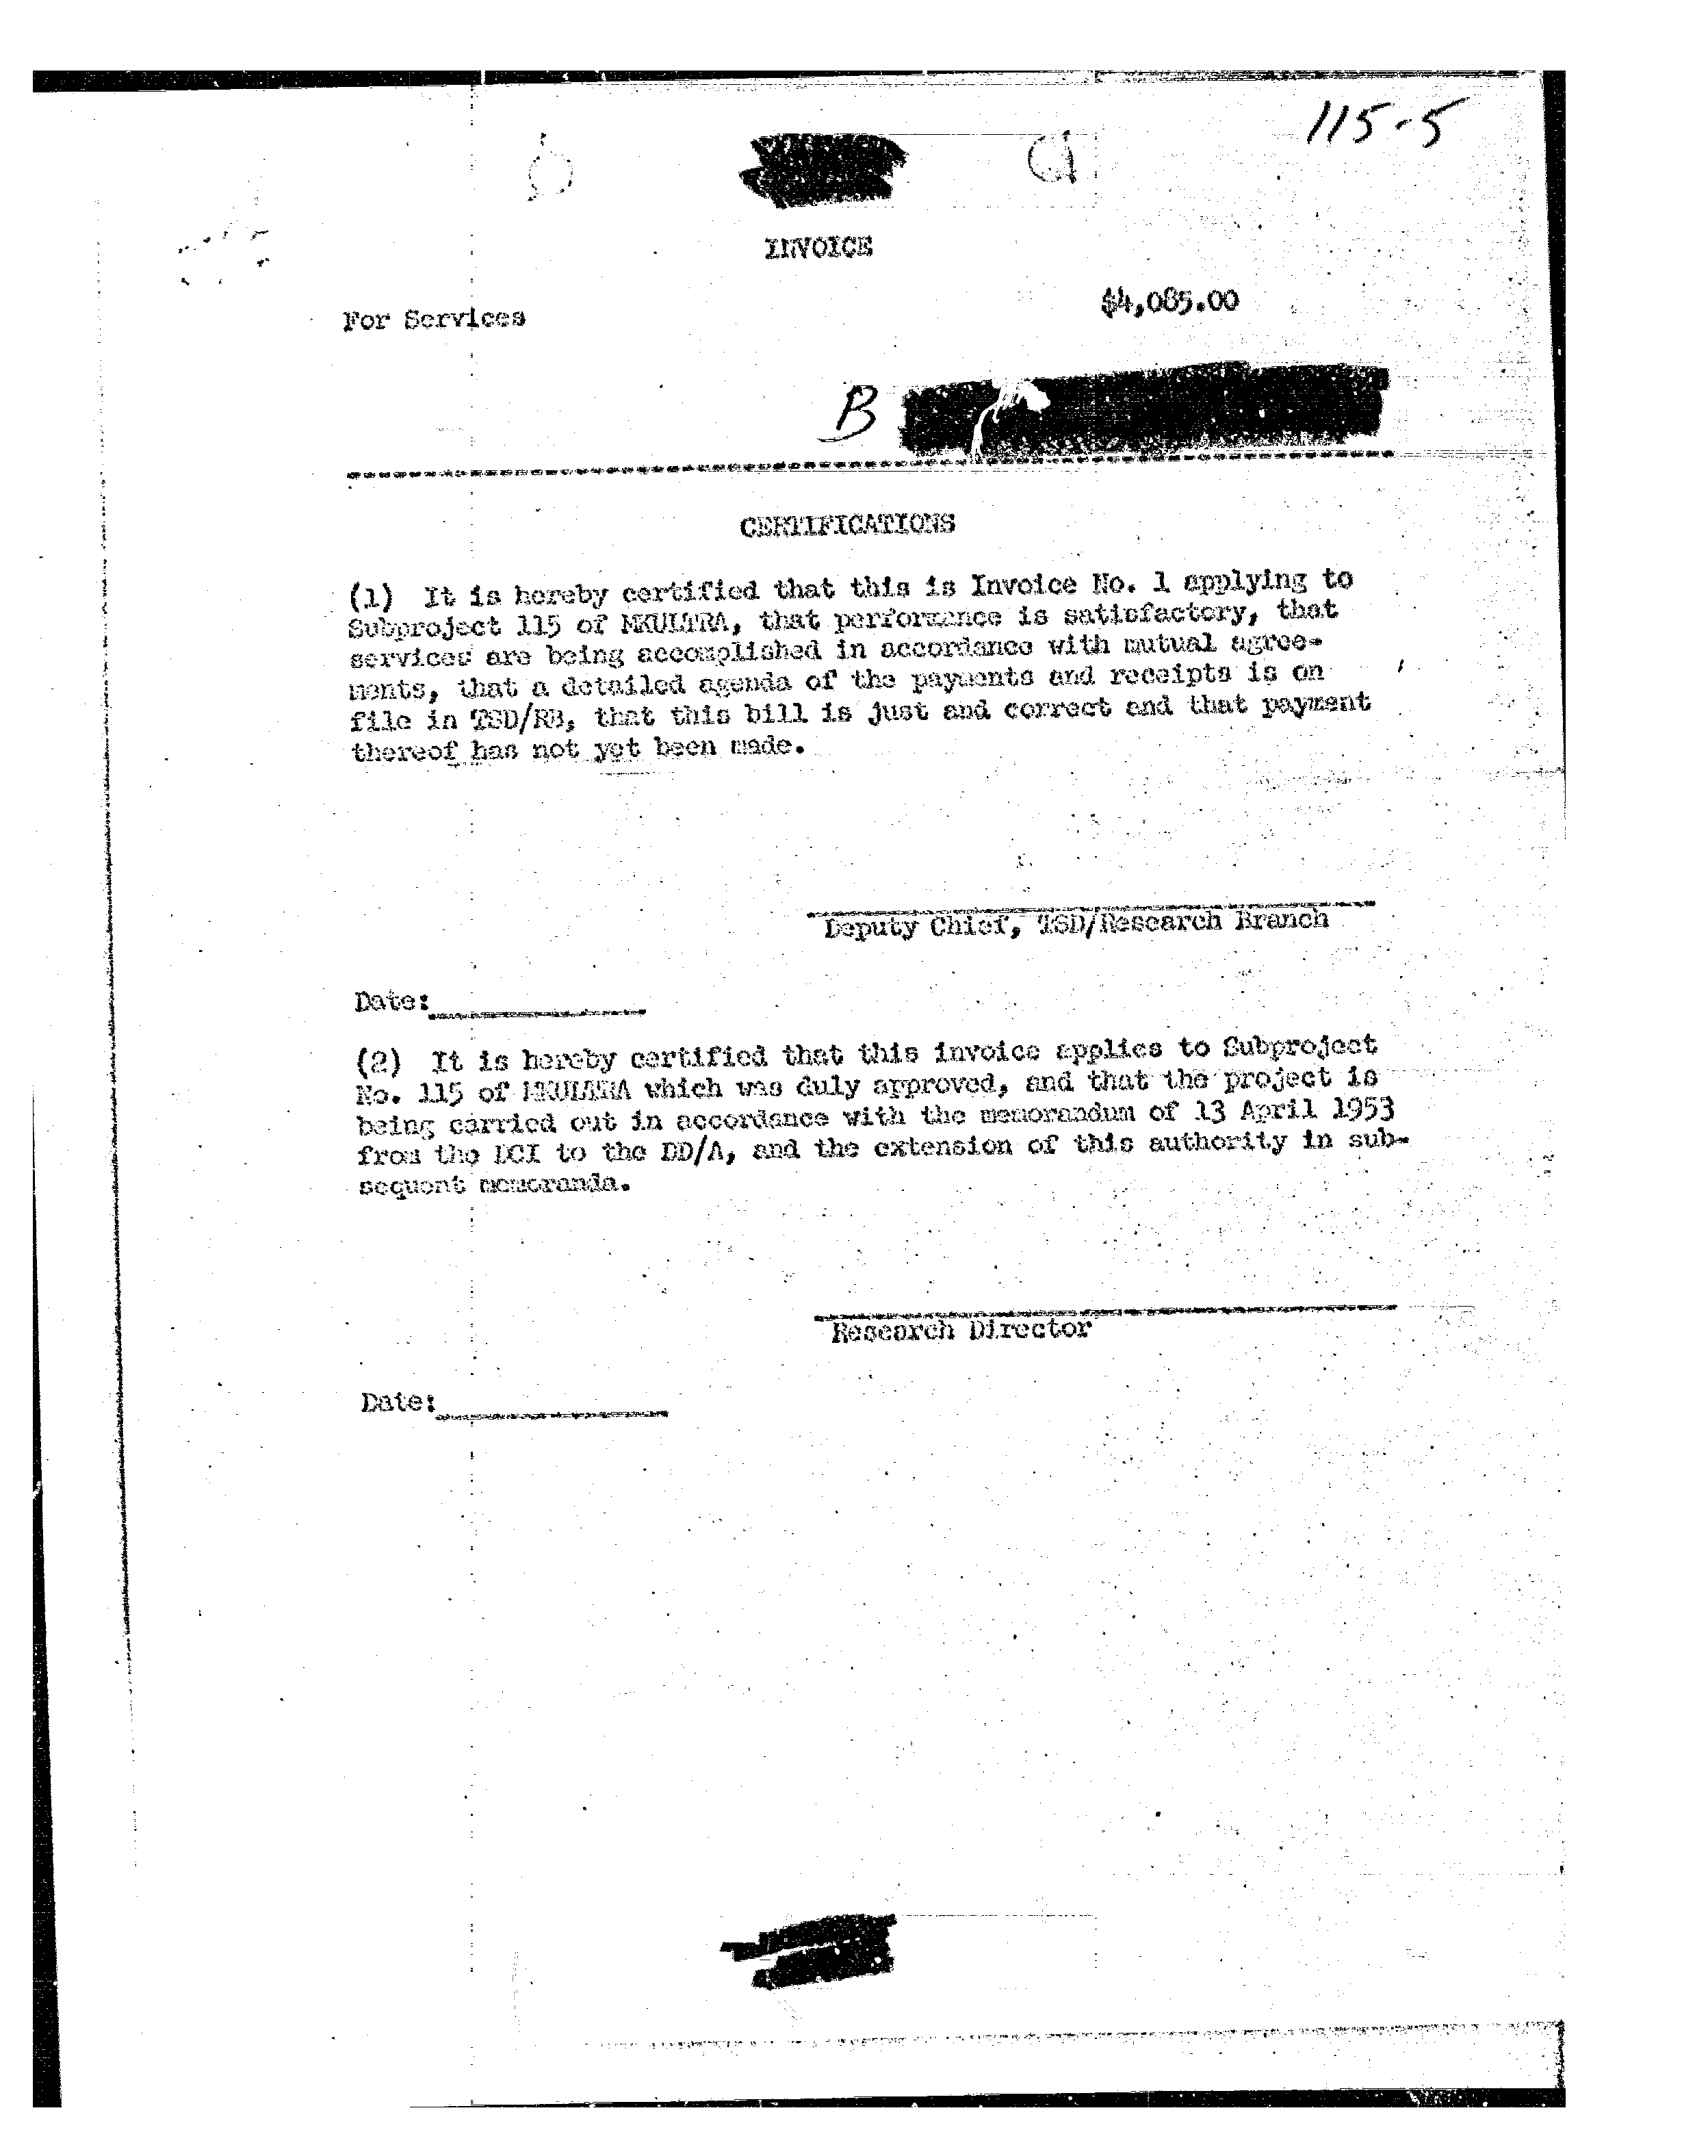 115-5
INVOICE
$4,085.00
For Services
B
CERTIFICATIONS
(1) It is hereby certified that this is Invoice No. 1 applying to
Subproject 115 of MKULTRA, that performance is satisfactory, that
services are being accomplished in accordance with mutual agree-
ments, that a detailed agenda of the payments and receipts is on
file in TSD/RB, that this bill is just and correct and that payment
thereof has not yet been made.
Deputy Chief, TSD/Research Branch
Date:
(2) It is hereby certified that this invoice applies to Subproject
No. 115 of MKULTRA which was duly approved, and that the project is
being carried out in accordance with the memorandum of 13 April 1953
from the DCI to the DD/A, and the extension of this authority in sub-
sequent memoranda.
Research Director
Date: